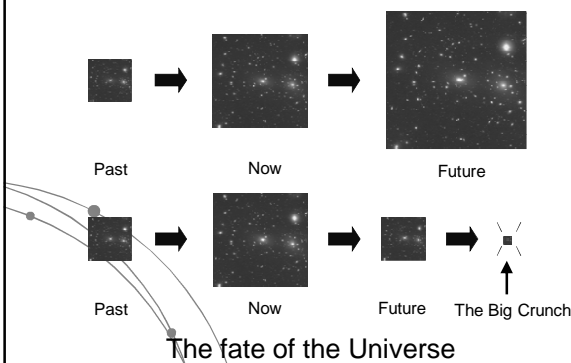 Past Now Future
Past Now Future The Big Crunch
The fate of the Universe